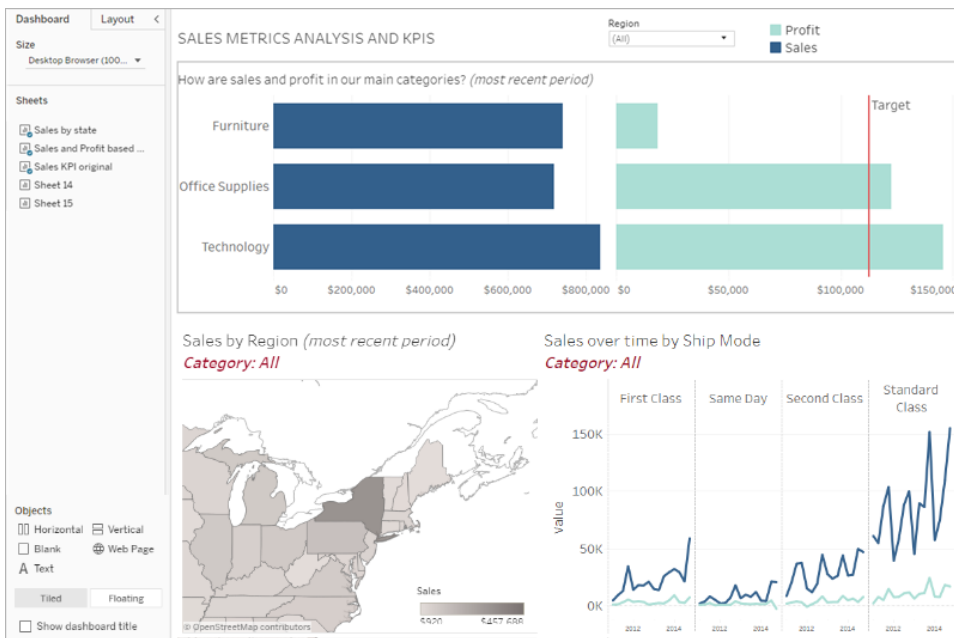 Dashboard
Layout
<
Size
Desktop Browser (100...
Sheets
Sales by state
Sales and Profit based ...
Sales KPI original
Sheet 14
Sheet 15
Objects
Horizontal
Vertical
Blank
Web Page
A Text
Tiled
Floating
Show dashboard title
SALES METRICS ANALYSIS AND KPIS
Region
(All)
Profit
Sales
How are sales and profit in our main categories? (most recent period)
Target
Furniture
Office Supplies
Technology
$0 $200,000 $400,000 $600,000 $800,000
$0 $50,000 $100,000 $150,000
Sales by Region (most recent period)
Category: All
Sales
$920 $457,688
© OpenStreetMap contributors
Sales over time by Ship Mode
Category: All
First Class
Same Day
Second Class
Standard
Class
Value
150K
100K
50K
0K
2012 2014 2012 2014 2012 2014 2012 2014